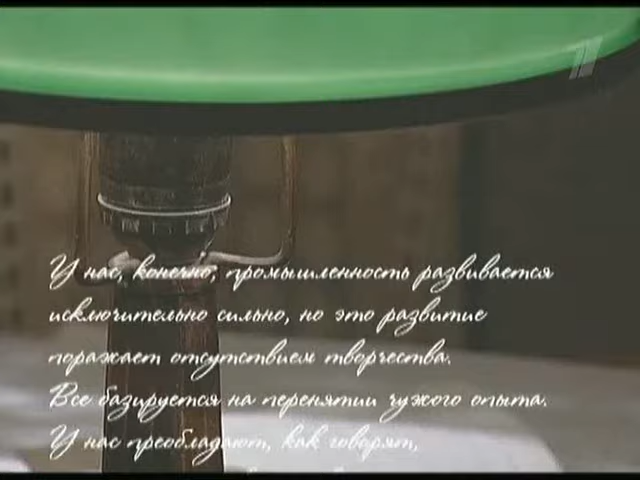 У нас, конечно, промышленность развивается
исключительно сильно, но это развитие
поражает отсутствием творчества.
Все базируется на перенятии чужого опыта.
У нас преобладают, как говорят,